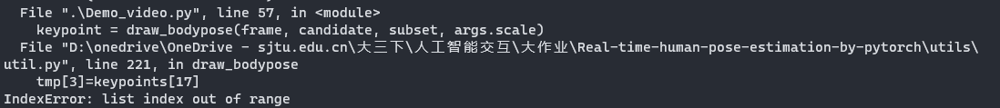 File ".\Demo_video.py", line 57, in <module>
    keypoint = draw_bodypose(frame, candidate, subset, args.scale)
  File "D:\onedrive\OneDrive - sjtu.edu.cn\大三下\人工智能交互\大作业\Real-time-human-pose-estimation-by-pytorch\utils\
util.py", line 221, in draw_bodypose
    tmp[3]=keypoints[17]
IndexError: list index out of range